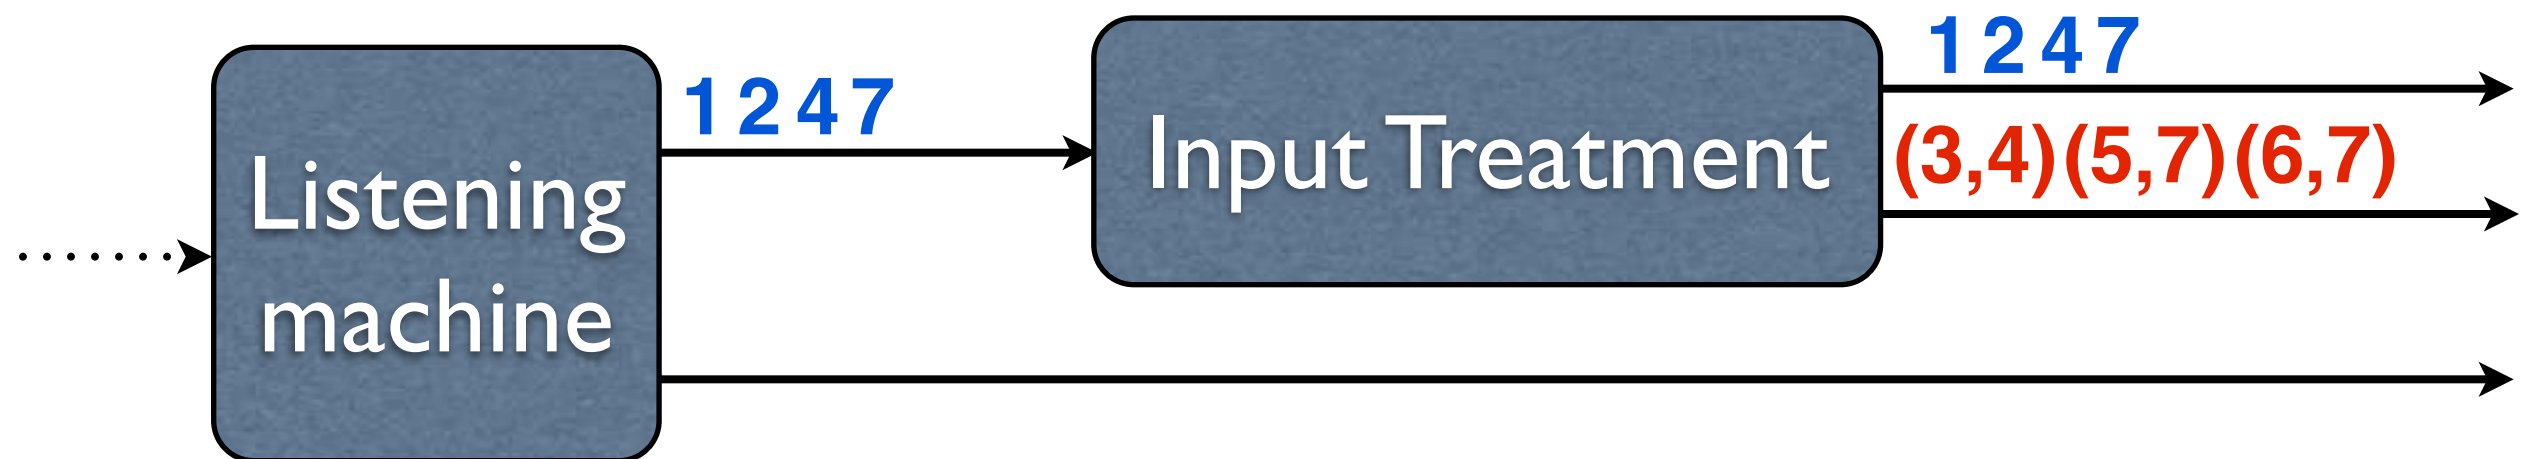 Listening
machine
1 2 4 7
Input Treatment
1 2 4 7
(3,4)(5,7)(6,7)